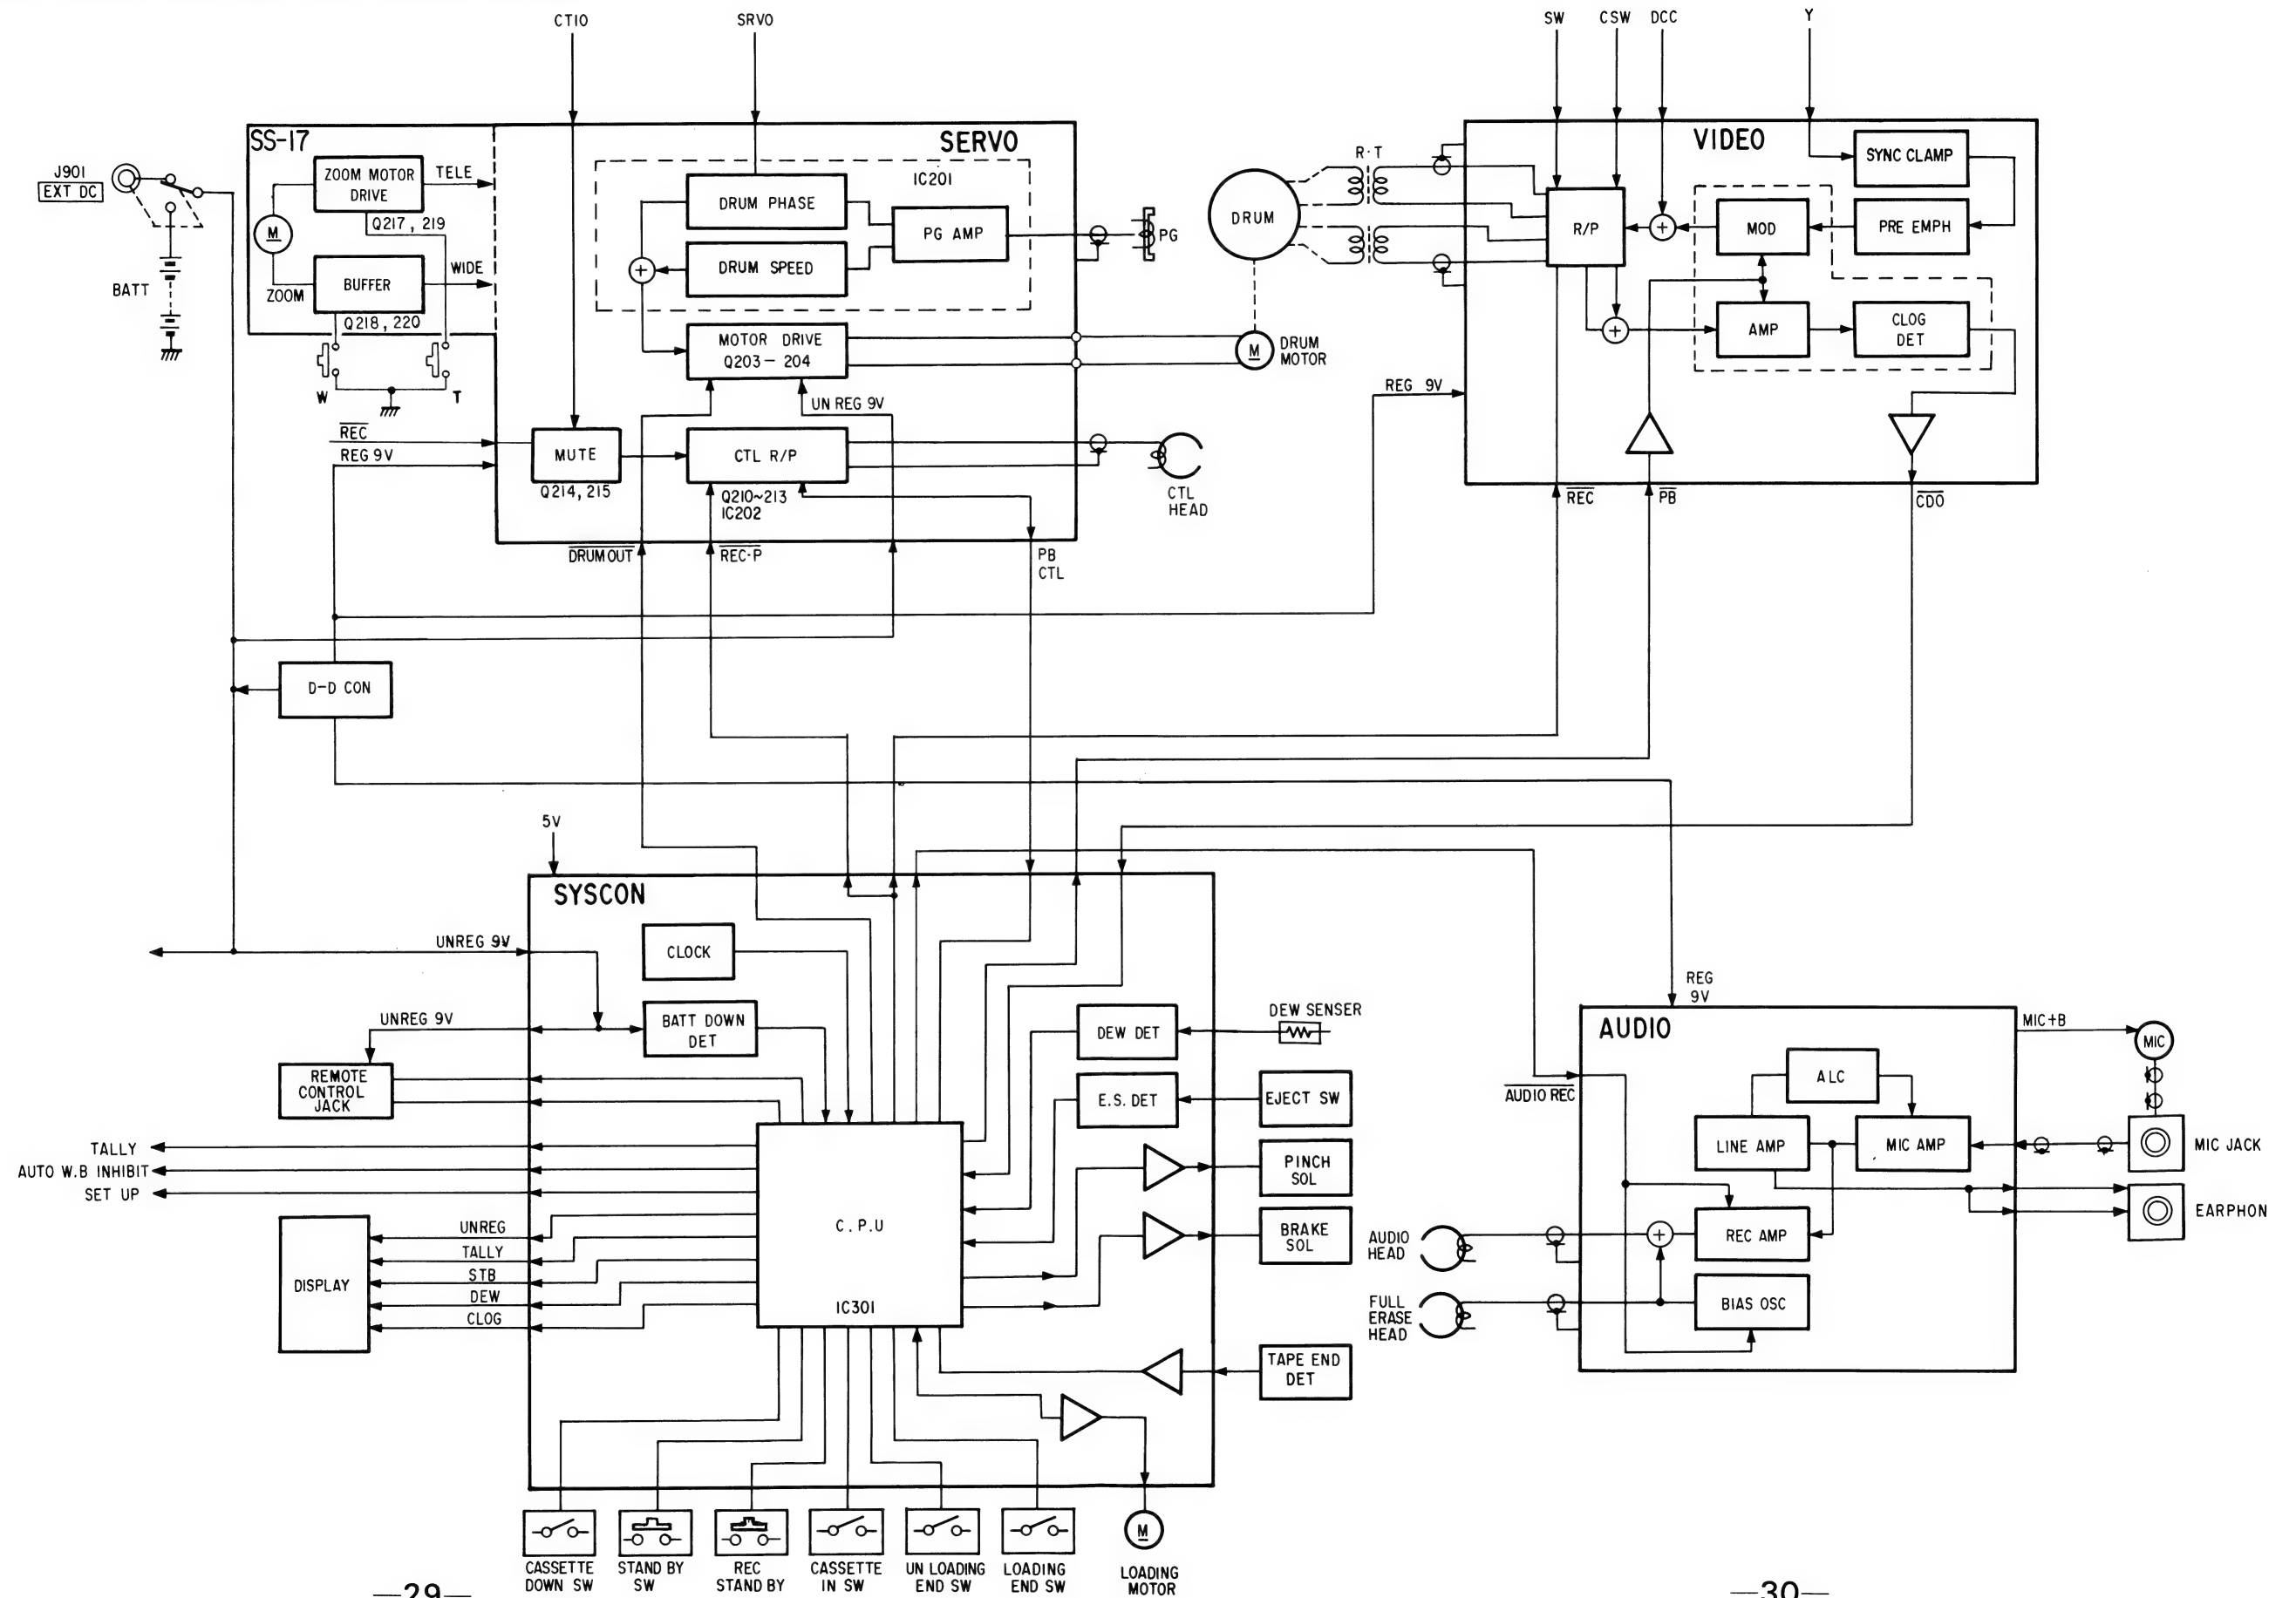 CT10
SRV0
SW
CSW
DCC
Y
SS-17
SERVO
VIDEO
J901
EXT DC
BATT
ZOOM MOTOR
DRIVE
TELE
Q217, 219
M
BUFFER
WIDE
ZOOM
Q218, 220
W
T
IC201
DRUM PHASE
PG AMP
DRUM SPEED
PG
MOTOR DRIVE
Q203-204
UN REG 9V
REC
REG 9V
MUTE
Q214, 215
CTL R/P
Q210~213
IC202
CTL
HEAD
DRUM OUT
REC-P
PB
CTL
DRUM
R·T
M
DRUM
MOTOR
REG 9V
SYNC CLAMP
R/P
MOD
PRE EMPH
AMP
CLOG
DET
REC
PB
CDO
D-D CON
5V
SYSCON
UNREG 9V
CLOCK
UNREG 9V
BATT DOWN
DET
REMOTE
CONTROL
JACK
TALLY
AUTO W.B INHIBIT
SET UP
UNREG
TALLY
STB
DEW
CLOG
DISPLAY
C.P.U
IC301
DEW DET
DEW SENSER
E.S. DET
EJECT SW
PINCH
SOL
BRAKE
SOL
TAPE END
DET
CASSETTE
DOWN SW
STAND BY
SW
REC
STAND BY
CASSETTE
IN SW
UN LOADING
END SW
LOADING
END SW
M
LOADING
MOTOR
REG
9V
AUDIO
MIC+B
MIC
ALC
AUDIO REC
LINE AMP
MIC AMP
MIC JACK
EARPHON
AUDIO
HEAD
REC AMP
FULL
ERASE
HEAD
BIAS OSC
—29—
—30—